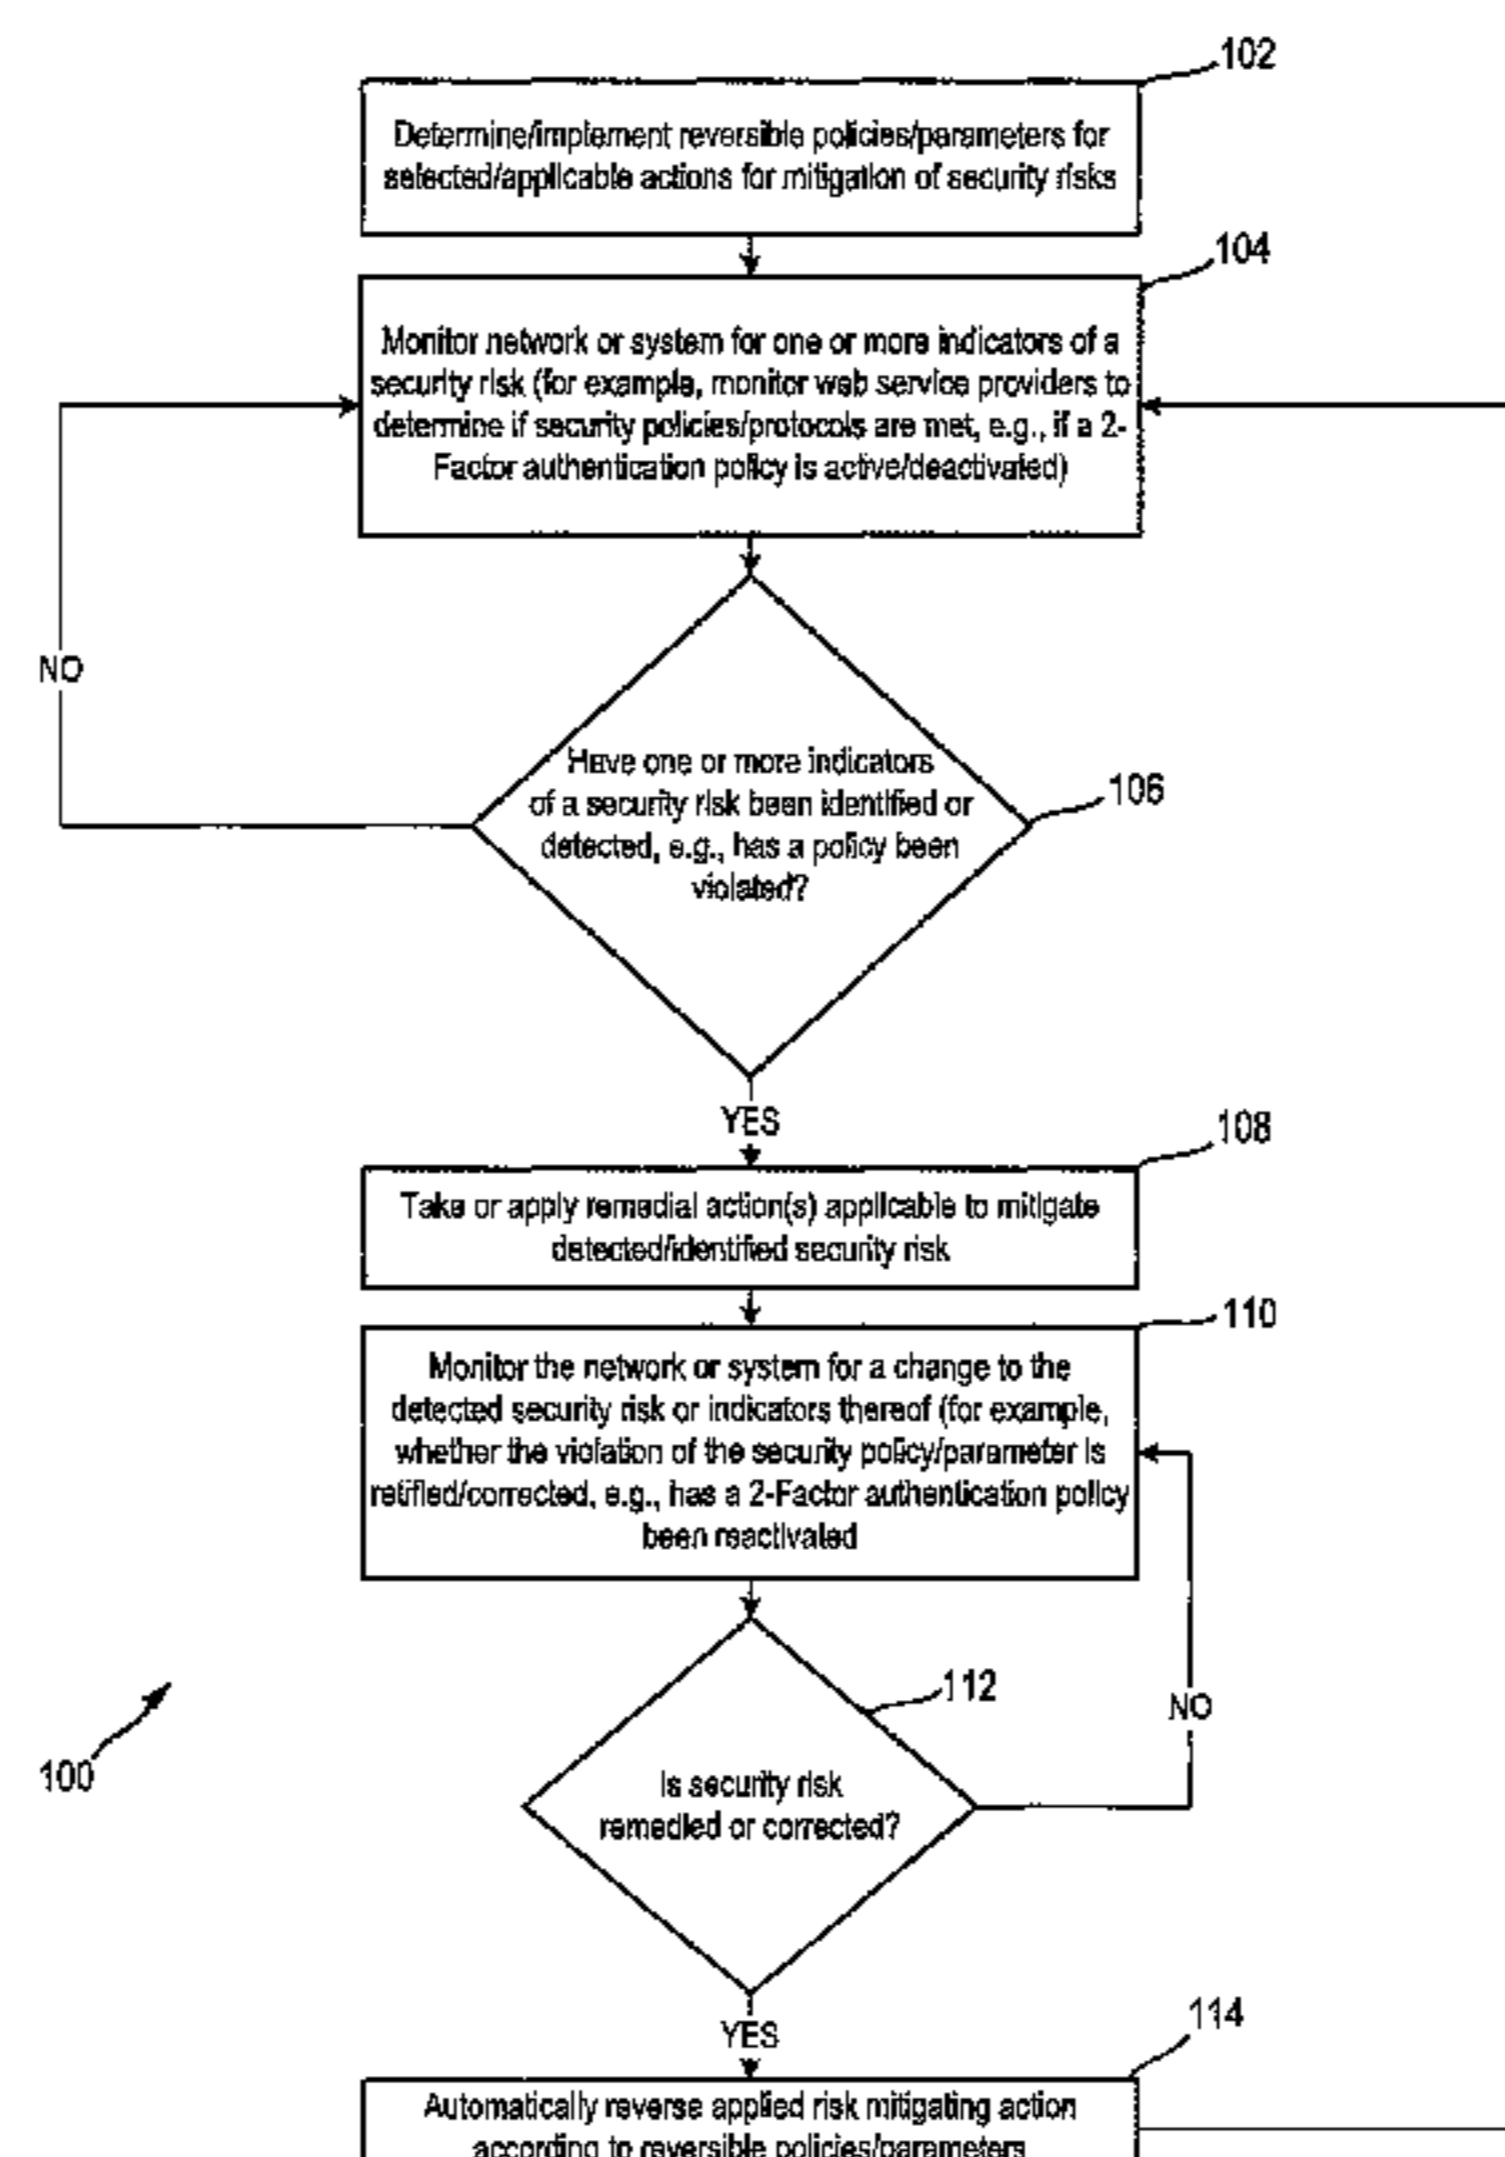 102
Determine/implement reversible policies/parameters for
selected/applicable actions for mitigation of security risks
104
Monitor network or system for one or more indicators of a
security risk (for example, monitor web service providers to
determine if security policies/protocols are met, e.g., if a 2-
Factor authentication policy is active/deactivated)
NO
Have one or more indicators
of a security risk been identified or
detected, e.g., has a policy been
violated?
106
YES
108
Take or apply remedial action(s) applicable to mitigate
detected/identified security risk
110
Monitor the network or system for a change to the
detected security risk or indicators thereof (for example,
whether the violation of the security policy/parameter is
retified/corrected, e.g., has a 2-Factor authentication policy
been reactivated
112
NO
100
Is security risk
remedied or corrected?
YES
114
Automatically reverse applied risk mitigating action
according to reversible policies/parameters